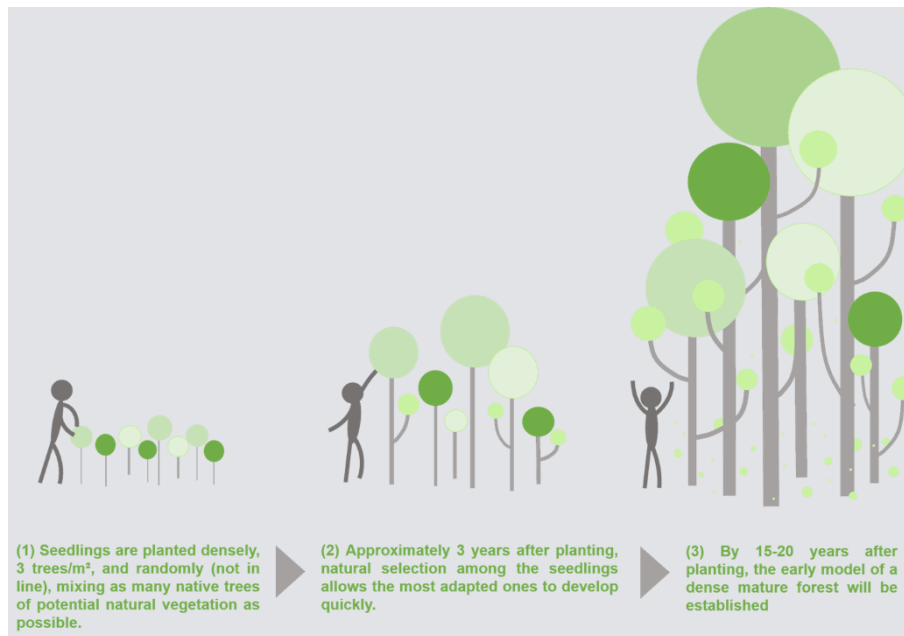 (1) Seedlings are planted densely,
3 trees/m², and randomly (not in
line), mixing as many native trees
of potential natural vegetation as
possible.
(2) Approximately 3 years after planting,
natural selection among the seedlings
allows the most adapted ones to develop
quickly.
(3) By 15-20 years after
planting, the early model of a
dense mature forest will be
established